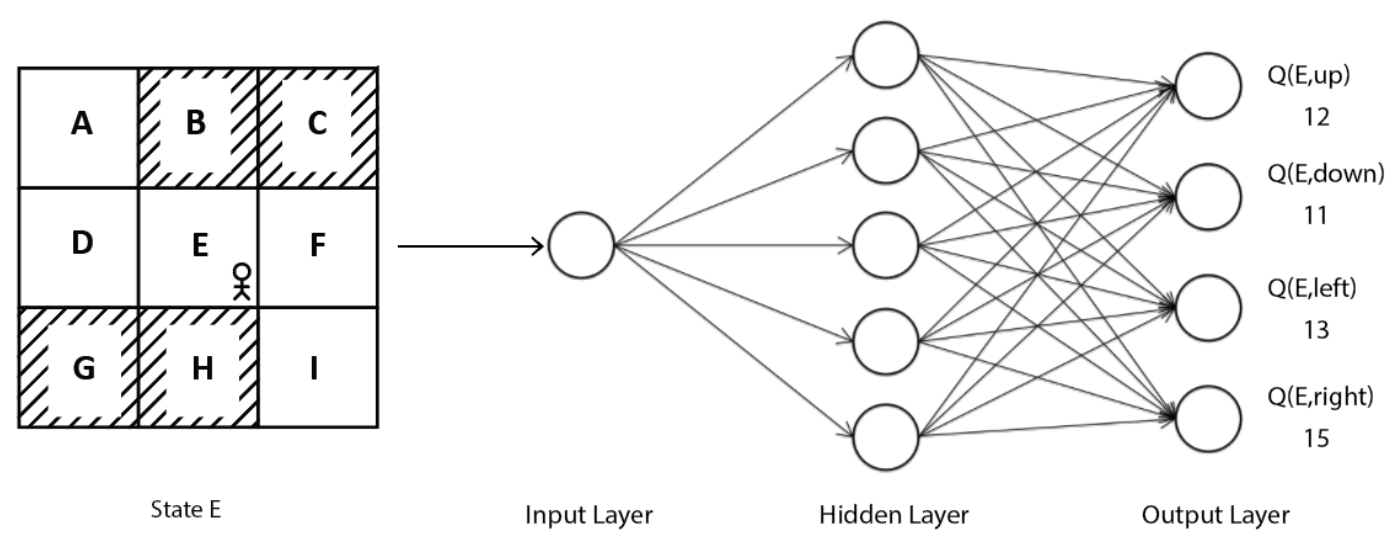 A B C
D E F
G H I
State E
Input Layer
Hidden Layer
Output Layer
Q(E,up)
12
Q(E,down)
11
Q(E,left)
13
Q(E,right)
15